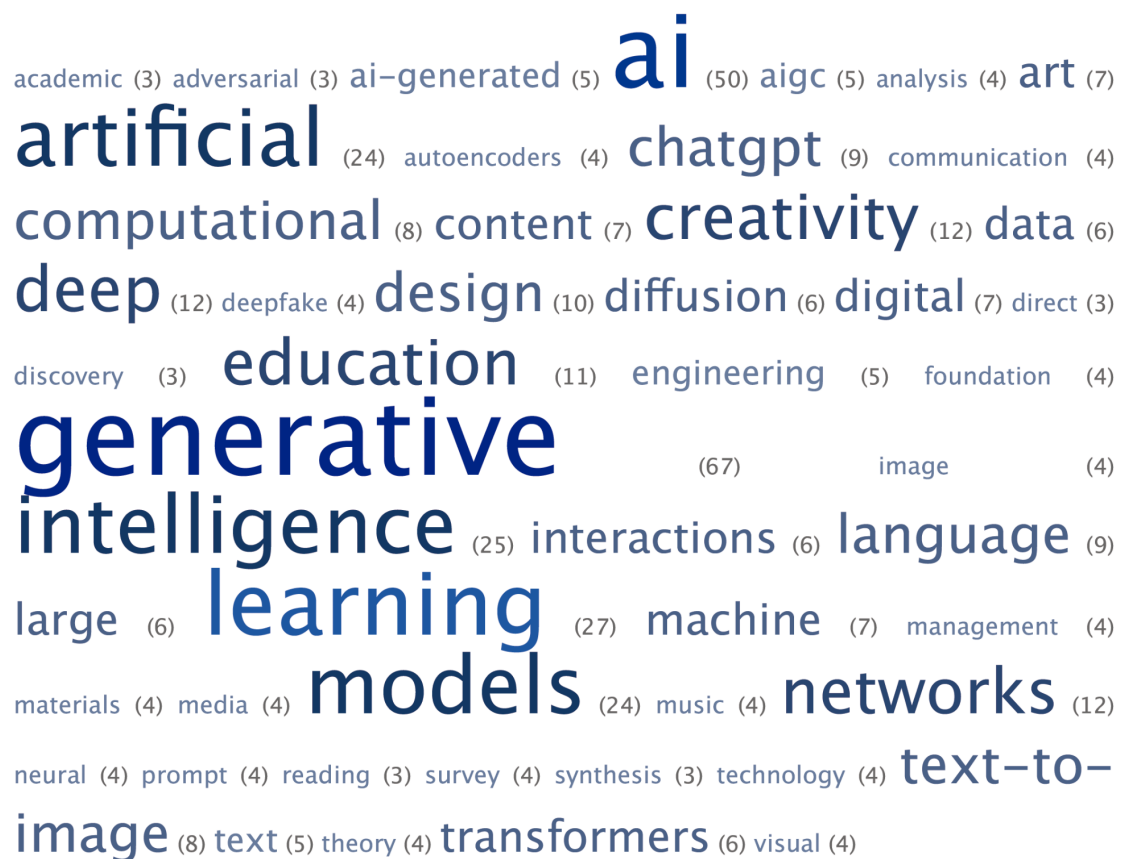 academic (3) adversarial (3) ai-generated (5) ai (50) aigc (5) analysis (4) art (7)
artificial (24) autoencoders (4) chatgpt (9) communication (4)
computational (8) content (7) creativity (12) data (6)
deep (12) deepfake (4) design (10) diffusion (6) digital (7) direct (3)
discovery (3) education (11) engineering (5) foundation (4)
generative (67) image (4)
intelligence (25) interactions (6) language (9)
large (6) learning (27) machine (7) management (4)
materials (4) media (4) models (24) music (4) networks (12)
neural (4) prompt (4) reading (3) survey (4) synthesis (3) technology (4) text-to-
image (8) text (5) theory (4) transformers (6) visual (4)